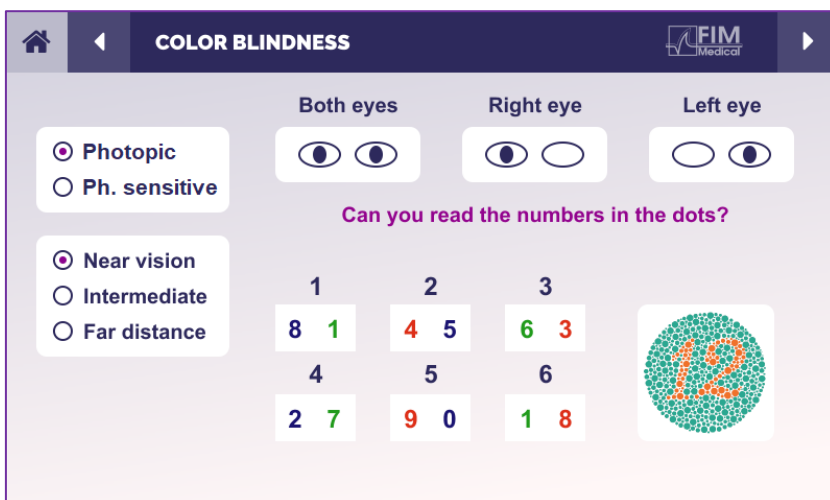 COLOR BLINDNESS
FIM
Medical
Both eyes
Right eye
Left eye
Photopic
Ph. sensitive
Can you read the numbers in the dots?
Near vision
Intermediate
Far distance
1 2 3
8 1 4 5 6 3
4 5 6
2 7 9 0 1 8
12